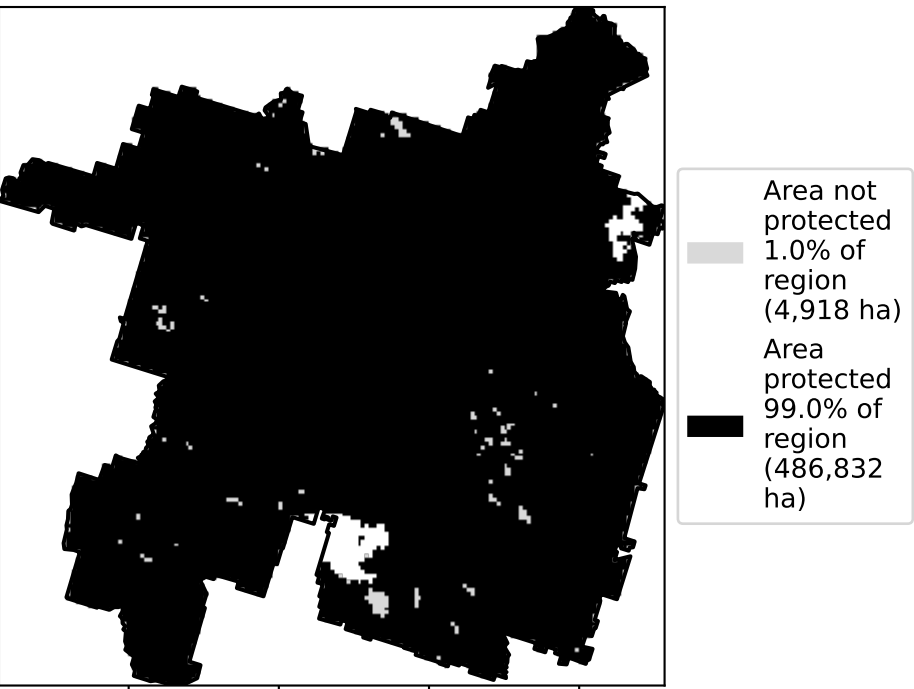 Area not
protected
1.0% of
region
(4,918 ha)
Area
protected
99.0% of
region
(486,832
ha)